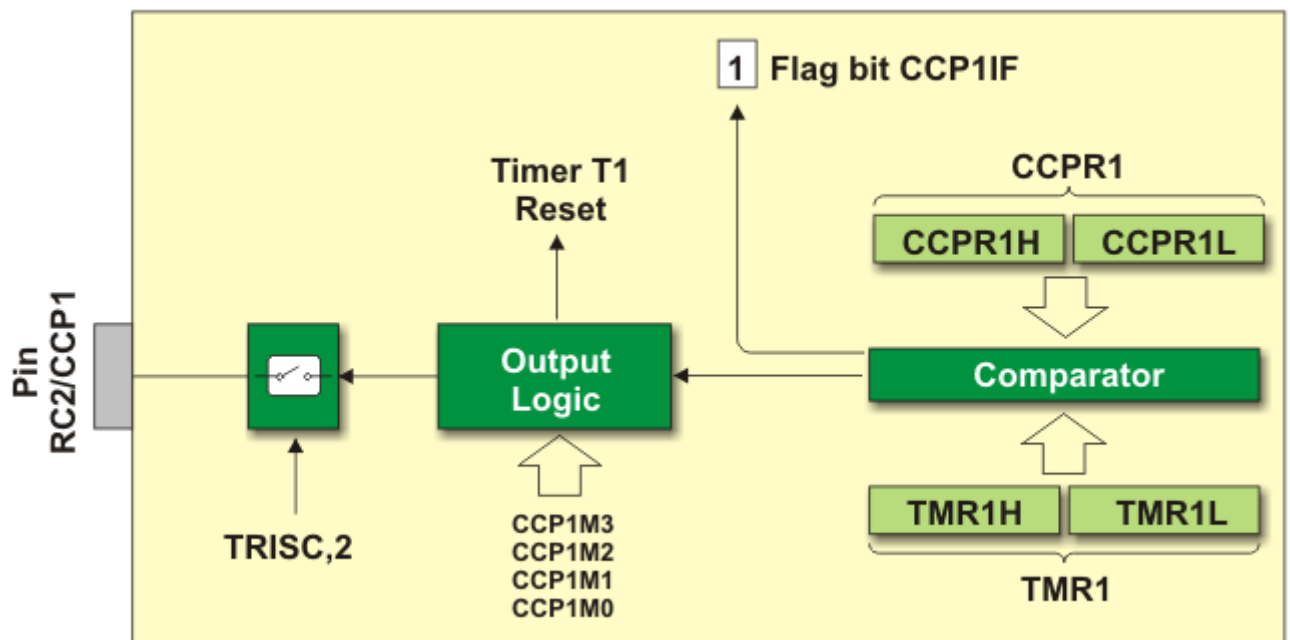 1 Flag bit CCP1IF
Timer T1
Reset
CCPR1
CCPR1H CCPR1L
Pin
RC2/CCP1
Output
Logic
Comparator
TRISC,2
CCP1M3
CCP1M2
CCP1M1
CCP1M0
TMR1H TMR1L
TMR1